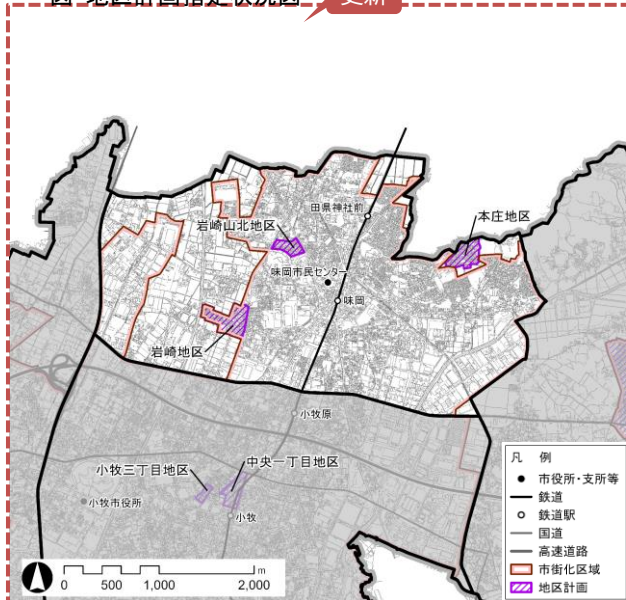 図 地区計画指定状況図
更新
田県神社前
本庄地区
岩崎山北地区
味岡市民センター
味岡
岩崎地区
小牧原
小牧三丁目地区
中央一丁目地区
小牧市役所
小牧
凡 例
市役所・支所等
鉄道
鉄道駅
国道
高速道路
市街化区域
地区計画
m
0 500 1,000 2,000